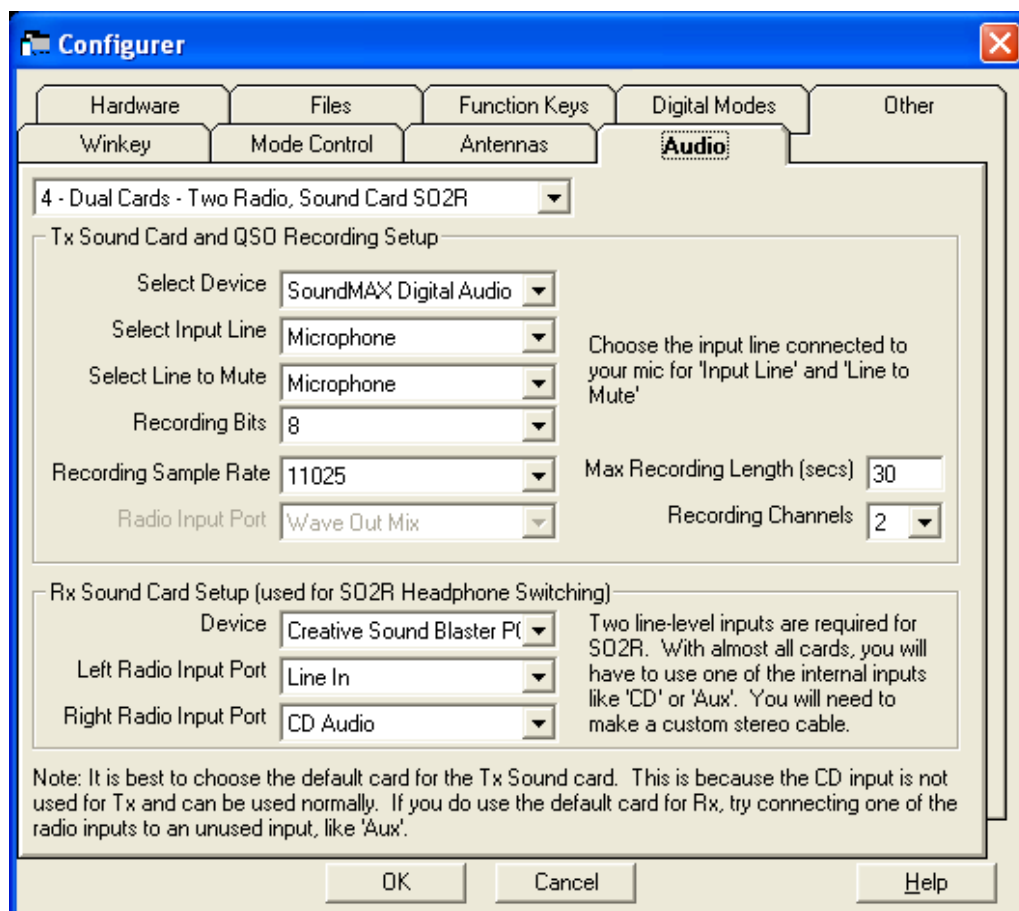 Configurer
Hardware
Files
Function Keys
Digital Modes
Other
Winkey
Mode Control
Antennas
Audio
4 - Dual Cards - Two Radio, Sound Card SO2R
Tx Sound Card and QSO Recording Setup
Select Device SoundMAX Digital Audio
Select Input Line Microphone
Select Line to Mute Microphone
Choose the input line connected to
your mic for 'Input Line' and 'Line to
Mute'
Recording Bits 8
Recording Sample Rate 11025
Max Recording Length (secs) 30
Radio Input Port Wave Out Mix
Recording Channels 2
Rx Sound Card Setup (used for SO2R Headphone Switching)
Device Creative Sound Blaster
Left Radio Input Port Line In
Right Radio Input Port CD Audio
Two line-level inputs are required for
SO2R. With almost all cards, you will
have to use one of the internal inputs
like 'CD' or 'Aux'. You will need to
make a custom stereo cable.
Note: It is best to choose the default card for the Tx Sound card. This is because the CD input is not
used for Tx and can be used normally. If you do use the default card for Rx, try connecting one of the
radio inputs to an unused input, like 'Aux'.
OK
Cancel
Help